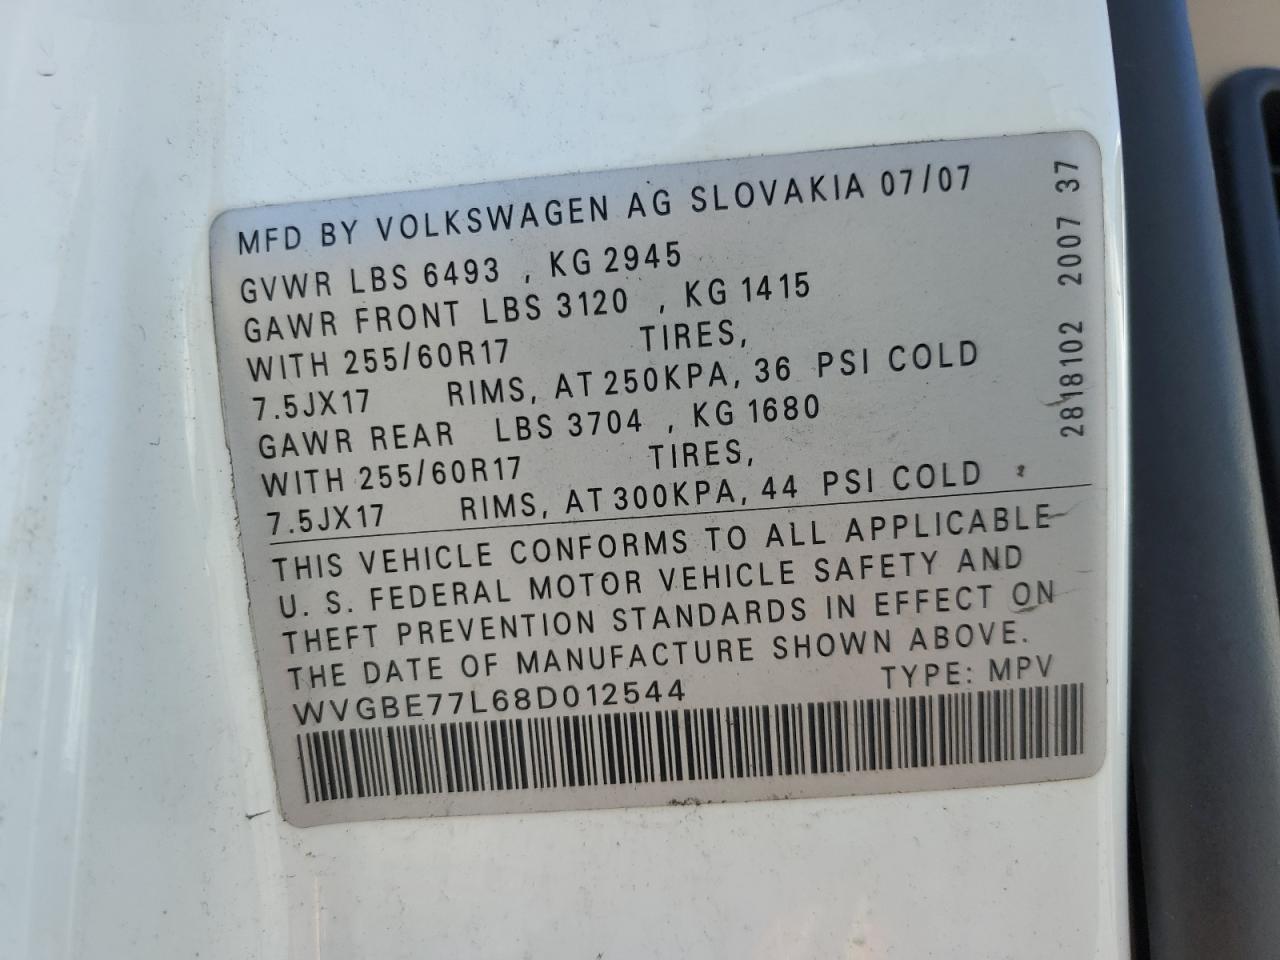 MFD BY VOLKSWAGEN AG SLOVAKIA 07/07
GVWR LBS 6493 , KG 2945
GAWR FRONT LBS 3120 , KG 1415
WITH 255/60R17 TIRES,
7.5JX17 RIMS, AT 250KPA, 36 PSI COLD
GAWR REAR LBS 3704 , KG 1680
WITH 255/60R17 TIRES,
7.5JX17 RIMS, AT 300KPA, 44 PSI COLD
THIS VEHICLE CONFORMS TO ALL APPLICABLE
U. S. FEDERAL MOTOR VEHICLE SAFETY AND
THEFT PREVENTION STANDARDS IN EFFECT ON
THE DATE OF MANUFACTURE SHOWN ABOVE.
WVGBE77L68D012544 TYPE: MPV
28181102 2007 37